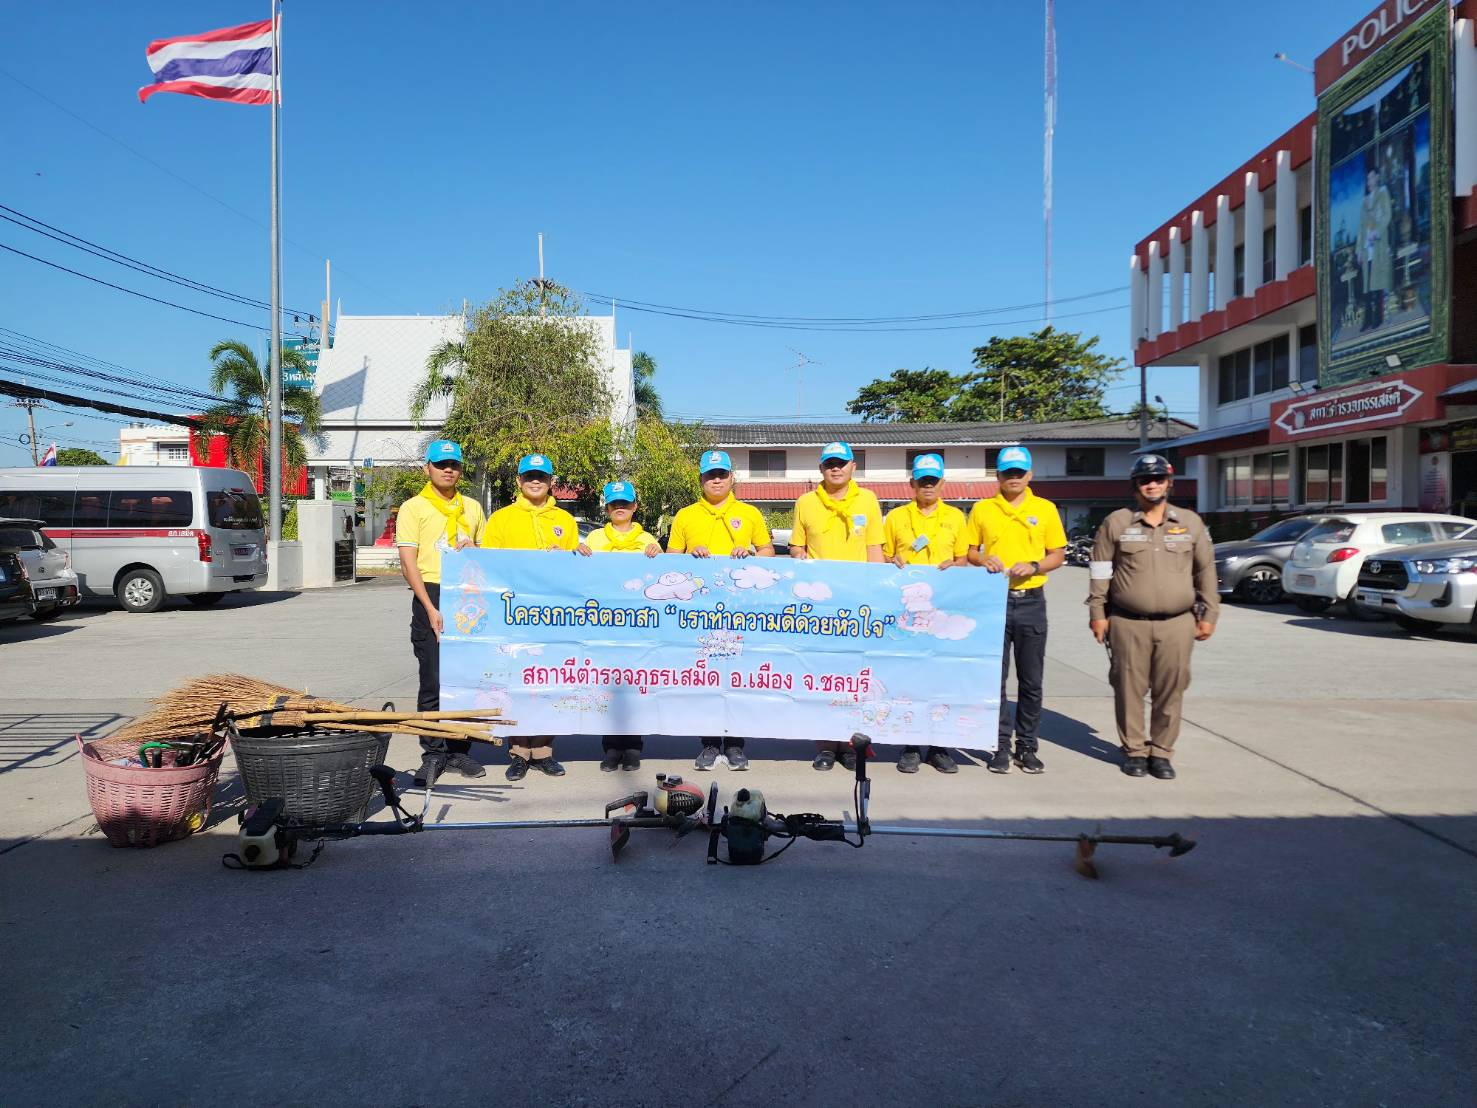 POLIC
สถานีตำรวจภูธรเสม็ด
โครงการจิตอาสา “เราทำความดีด้วยหัวใจ”
สถานีตำรวจภูธรเสม็ด อ.เมือง จ.ชลบุรี